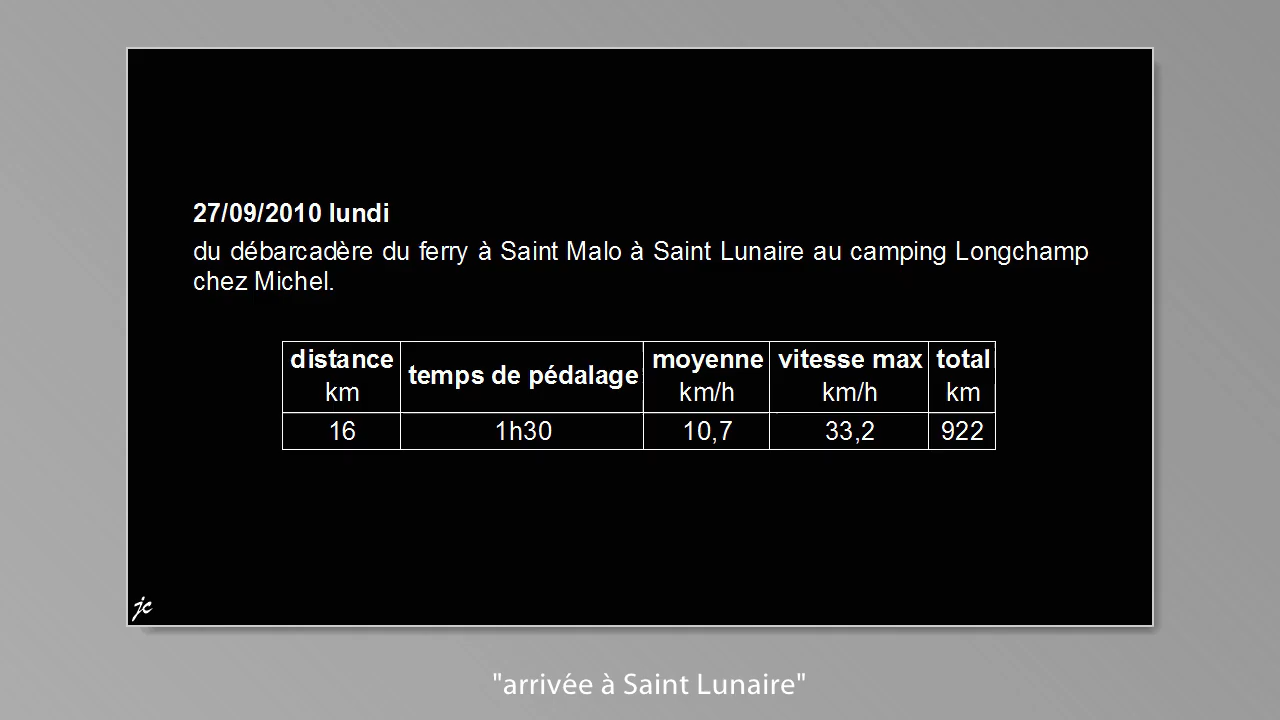 27/09/2010 lundi
du débarcadère du ferry à Saint Malo à Saint Lunaire au camping Longchamp
chez Michel.
distance km temps de pédalage moyenne km/h vitesse max km/h total km
16 1h30 10,7 33,2 922
jc
"arrivée à Saint Lunaire"